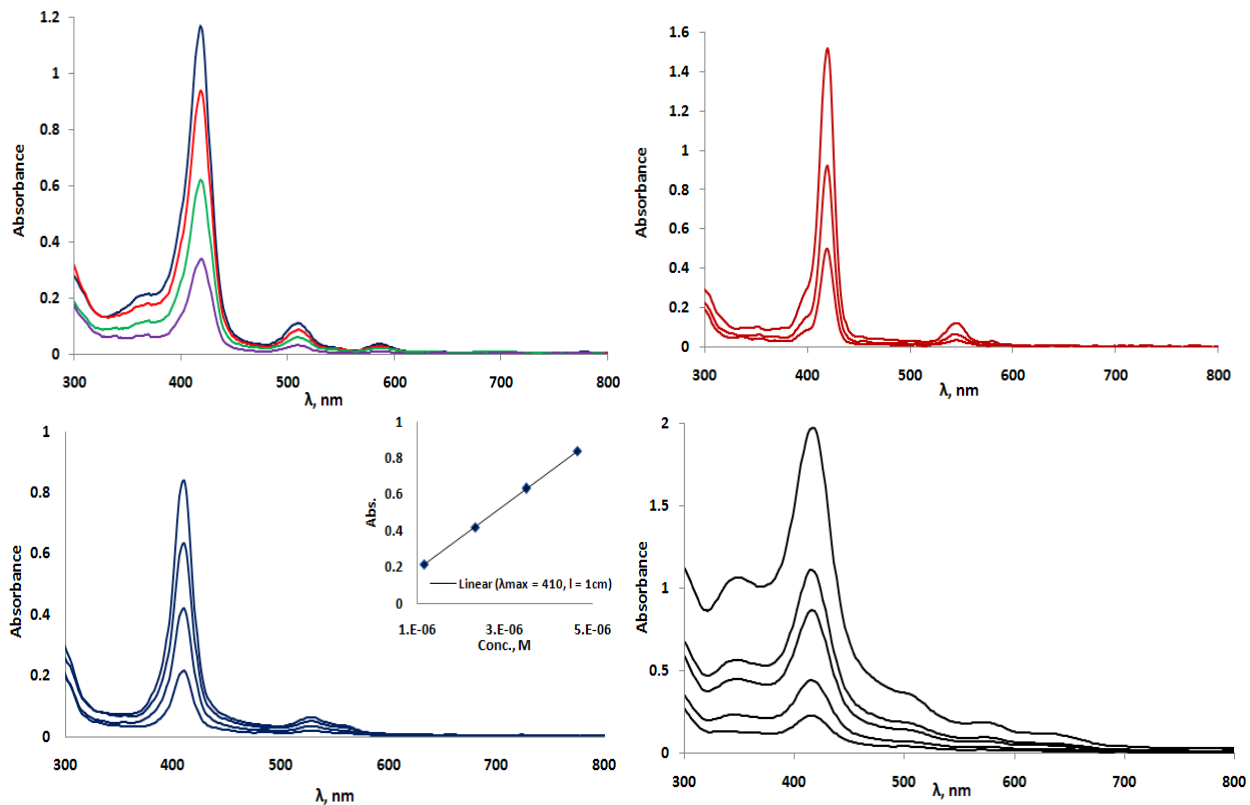 1.2
1
0.8
0.6
0.4
0.2
0
Absorbance
300 400 500 600 700 800
λ, nm
1.6
1.4
1.2
1
0.8
0.6
0.4
0.2
0
Absorbance
300 400 500 600 700 800
λ, nm
1
0.8
0.6
0.4
0.2
0
Absorbance
300 400 500 600 700 800
λ, nm
1
0.8
0.6
0.4
0.2
0
Abs.
Linear (λmax = 410, l = 1cm)
1.E-06 3.E-06 5.E-06
Conc., M
2
1.5
1
0.5
0
Absorbance
300 400 500 600 700 800
λ, nm